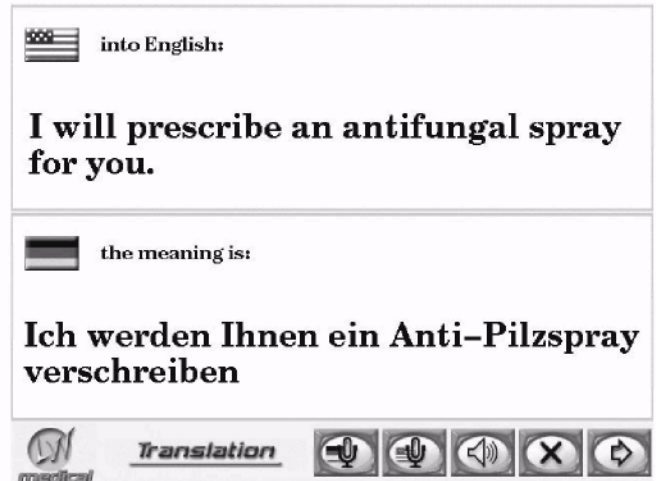 into English:
I will prescribe an antifungal spray
for you.
the meaning is:
Ich werden Ihnen ein Anti-Pilzspray
verschreiben
Translation
medical